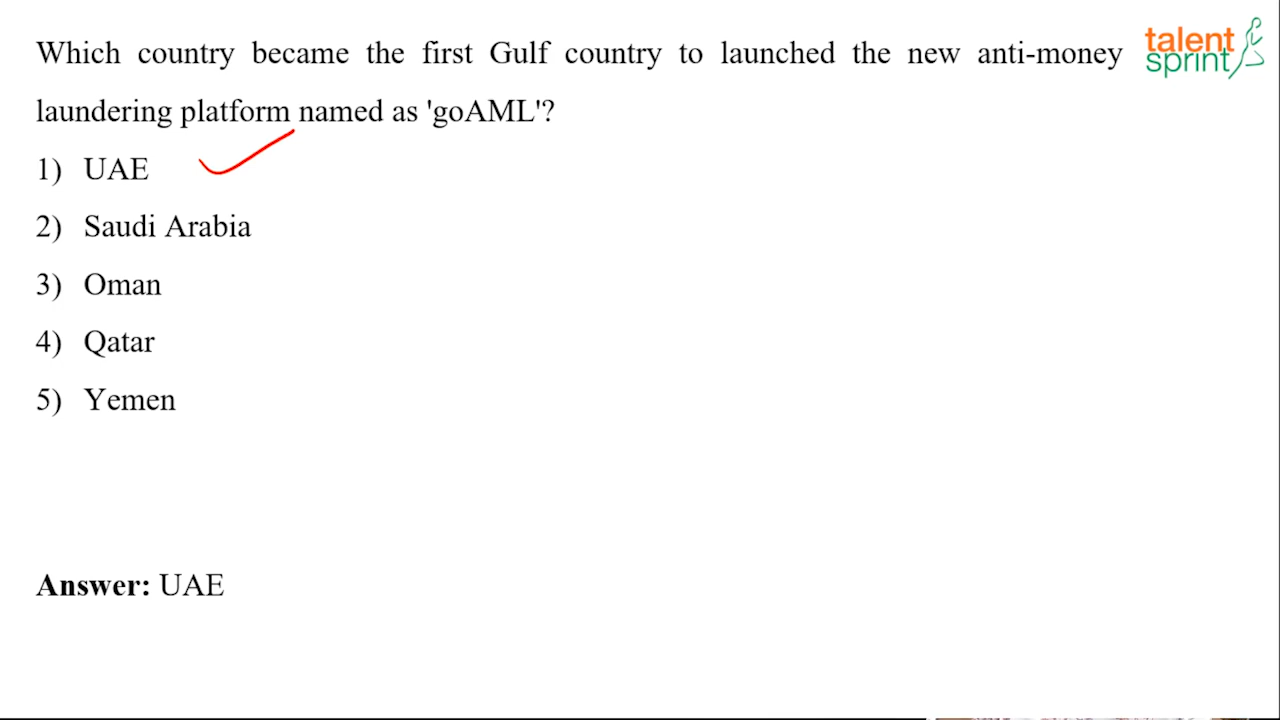 Which country became the first Gulf country to launched the new anti-money
laundering platform named as 'goAML'?
1) UAE
2) Saudi Arabia
3) Oman
4) Qatar
5) Yemen
Answer: UAE
talent
sprint